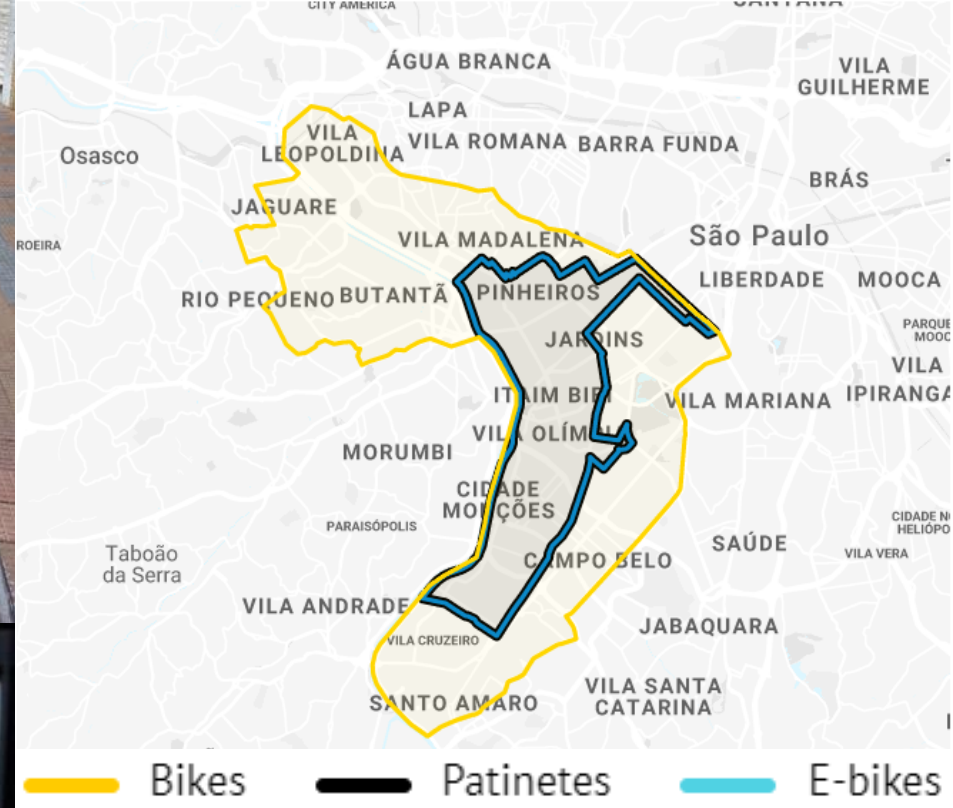 CITY AMERICA
SANTANA
ÁGUA BRANCA
VILA
GUILHERME
LAPA
VILA
LEOPOLDINA
VILA ROMANA
BARRA FUNDA
Osasco
BRÁS
JAGUARE
ROEIRA
VILA MADALENA
São Paulo
LIBERDADE
MOOCA
RIO PEQUENO
BUTANTÃ
PINHEIROS
JARDINS
PARQUE
MOOC
VILA
IPIRANGA
ITAIM BIBI
VILA MARIANA
VILA OLÍMPI
MORUMBI
CIDADE
MONÇÕES
PARAISÓPOLIS
CIDADE N
HELIÓPO
SAÚDE
VILA VERA
Taboão
da Serra
CAMPO BELO
VILA ANDRADE
VILA CRUZEIRO
JABAQUARA
SANTO AMARO
VILA SANTA
CATARINA
Bikes
Patinetes
E-bikes